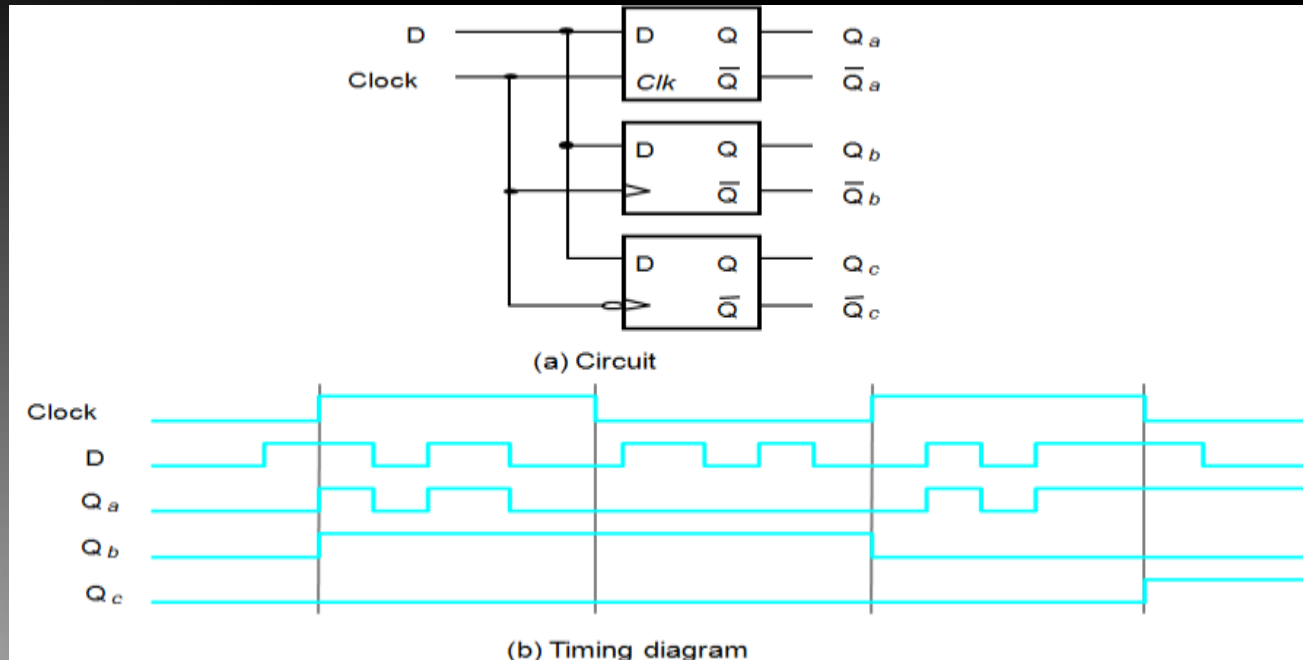 D D Q Q a
Clock Clk Q̅ Q̅ a
D Q Q b
Q̅ Q̅ b
D Q Q c
Q̅ Q̅ c
(a) Circuit
Clock
D
Q a
Q b
Q c
(b) Timing diagram